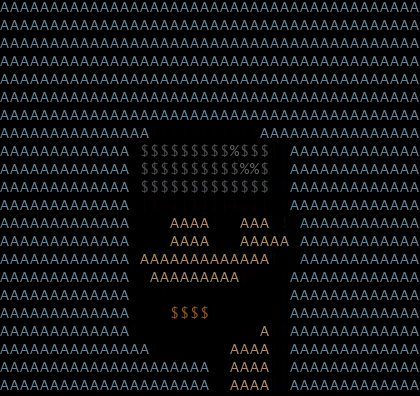 AAAAAAAAAAAAAAAAAAAAAAAAAAAAAAAAAAAAAAAAAA
AAAAAAAAAAAAAAAAAAAAAAAAAAAAAAAAAAAAAAAAAA
AAAAAAAAAAAAAAAAAAAAAAAAAAAAAAAAAAAAAAAAAA
AAAAAAAAAAAAAAAAAAAAAAAAAAAAAAAAAAAAAAAAAA
AAAAAAAAAAAAAAAAAAAAAAAAAAAAAAAAAAAAAAAAAA
AAAAAAAAAAAAAAAAAAAAAAAAAAAAAAAAAAAAAAAAAA
AAAAAAAAAAAAAAAAAAAAAAAAAAAAAAAAAAAAAAAAAA
AAAAAAAAAAAAAAA           AAAAAAAAAAAAAAAA
AAAAAAAAAAAAA $$$$$$$$$%$$$  AAAAAAAAAAAAA
AAAAAAAAAAAAA $$$$$$$$$$%%$  AAAAAAAAAAAAA
AAAAAAAAAAAAA $$$$$$$$$$$$$  AAAAAAAAAAAAA
AAAAAAAAAAAAA                AAAAAAAAAAAAA
AAAAAAAAAAAAA    AAAA   AAA   AAAAAAAAAAAA
AAAAAAAAAAAAA    AAAA   AAAAA AAAAAAAAAAAA
AAAAAAAAAAAAA AAAAAAAAAAAAA   AAAAAAAAAAAA
AAAAAAAAAAAAA  AAAAAAAAA     AAAAAAAAAAAAA
AAAAAAAAAAAAA                AAAAAAAAAAAAA
AAAAAAAAAAAAA    $$$$        AAAAAAAAAAAAA
AAAAAAAAAAAAA             A  AAAAAAAAAAAAA
AAAAAAAAAAAAAAA        AAAA  AAAAAAAAAAAAA
AAAAAAAAAAAAAAAAAAAAA  AAAA  AAAAAAAAAAAAA
AAAAAAAAAAAAAAAAAAAAA  AAAA  AAAAAAAAAAAAA